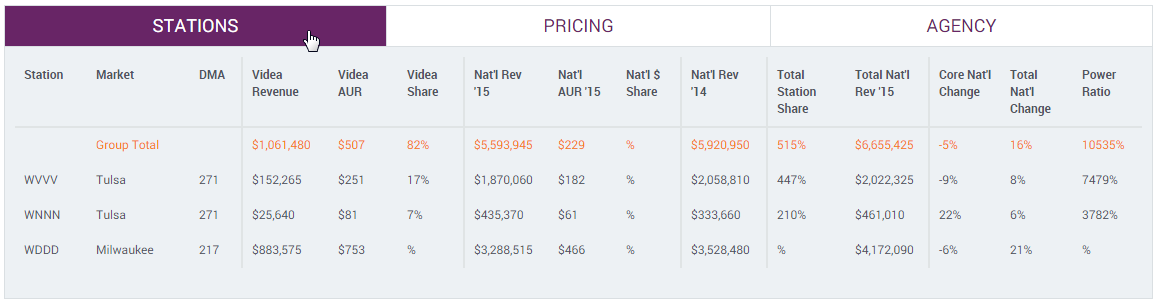 STATIONS PRICING AGENCY
Station Market DMA Videa Revenue Videa AUR Videa Share Nat'l Rev '15 Nat'l AUR '15 Nat'l $ Share Nat'l Rev '14 Total Station Share Total Nat'l Rev '15 Core Nat'l Change Total Nat'l Change Power Ratio
Group Total $1,061,480 $507 82% $5,593,945 $229 % $5,920,950 515% $6,655,425 -5% 16% 10535%
WVVV Tulsa 271 $152,265 $251 17% $1,870,060 $182 % $2,058,810 447% $2,022,325 -9% 8% 7479%
WNNN Tulsa 271 $25,640 $81 7% $435,370 $61 % $333,660 210% $461,010 22% 6% 3782%
WDDD Milwaukee 217 $883,575 $753 % $3,288,515 $466 % $3,528,480 % $4,172,090 -6% 21% %